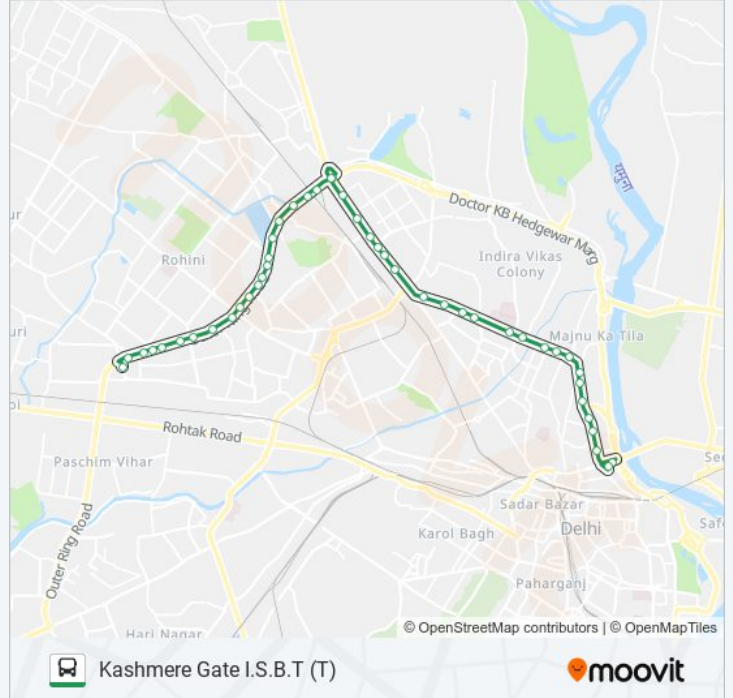 Doctor KB Hedgewar Marg
Rohini
Indira Vikas
Colony
Majnu Ka Tila
Rohtak Road
Paschim Vihar
Sadar Bazar
Karol Bagh
Delhi
Outer Ring Road
Paharganj
Hari Nagar
© OpenStreetMap contributors | © OpenMapTiles
Kashmere Gate I.S.B.T (T)
moovit